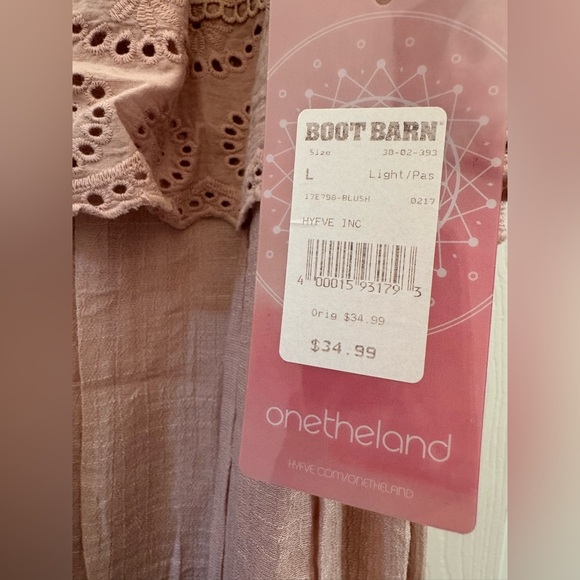 BOOT BARN
Size 30-02-393
L Light/Pas
17E798-BLUSH 0217
HYFVE INC
4 00015 93179 3
Orig $34.99
$34.99
onetheland
HYFVE.COM/ONETHELAND